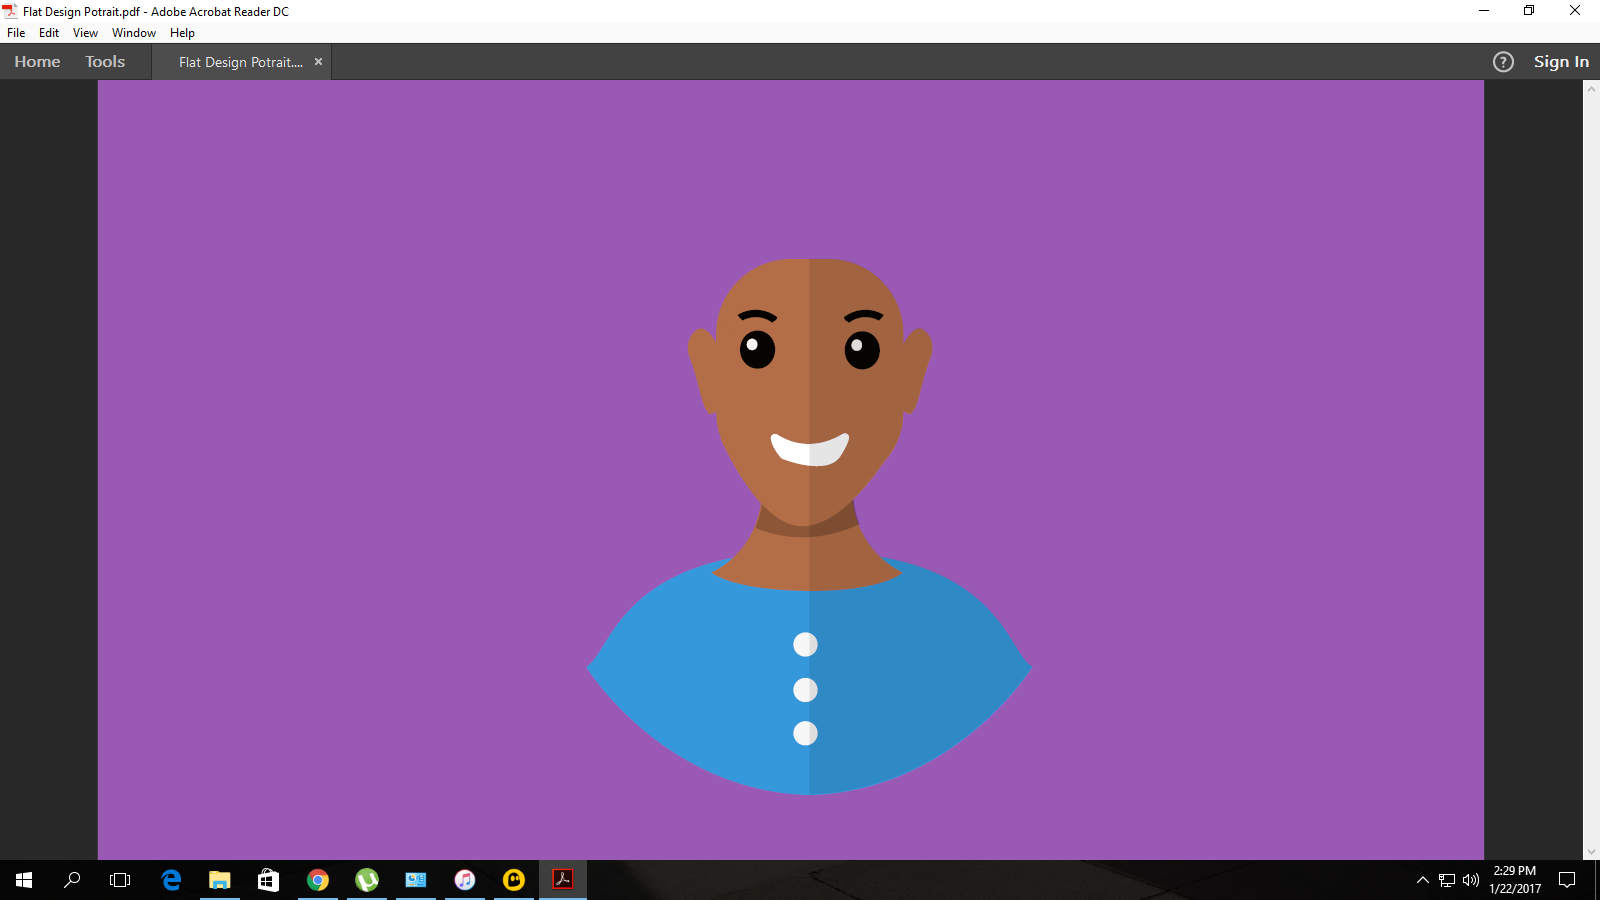 Flat Design Potrait.pdf - Adobe Acrobat Reader DC
File Edit View Window Help
Home Tools Flat Design Potrait.... × ? Sign In
2:29 PM
1/22/2017